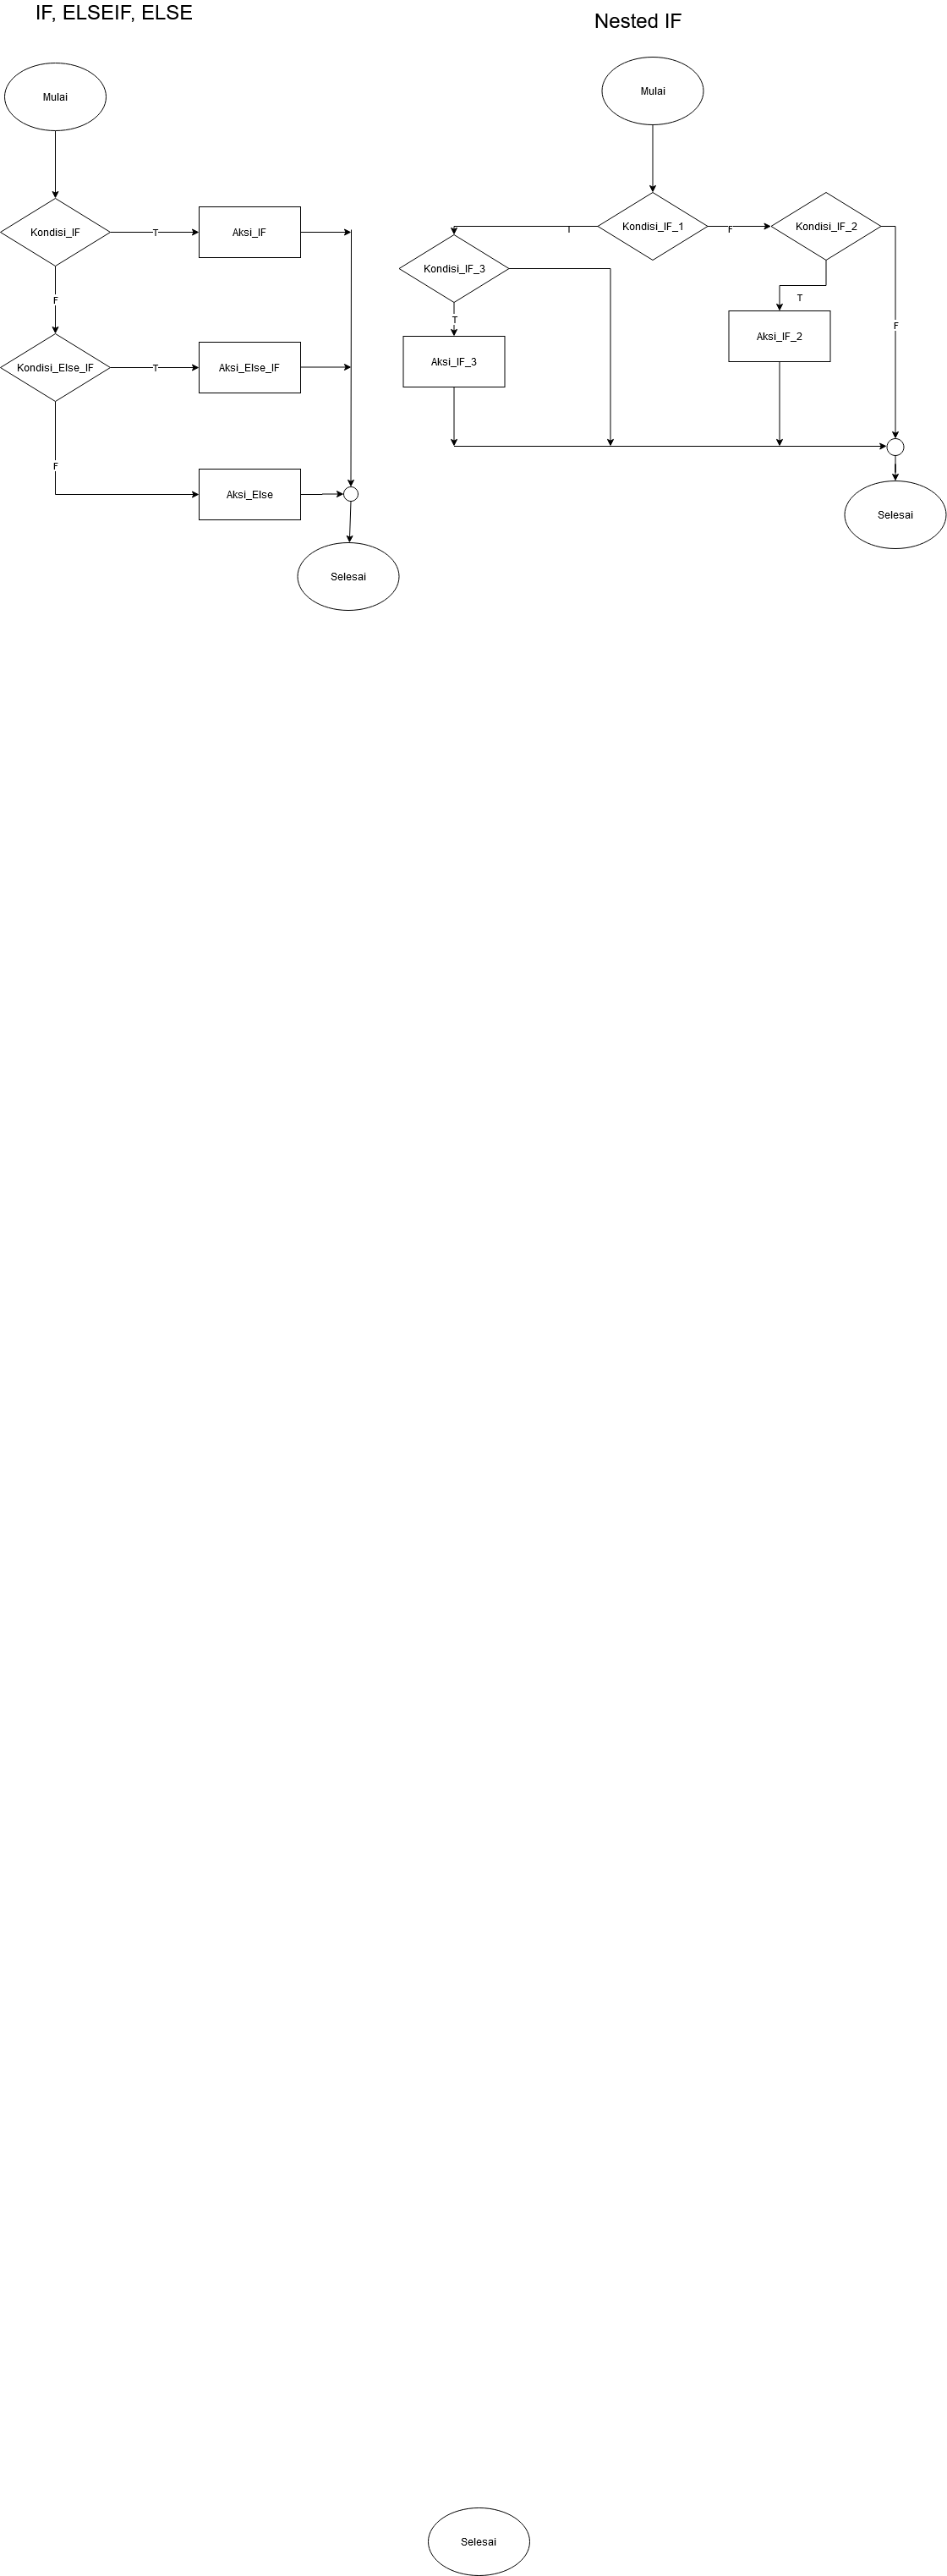 IF, ELSEIF, ELSE
Mulai
Kondisi_IF
T
Aksi_IF
F
Kondisi_Else_IF
T
Aksi_Else_IF
F
Aksi_Else
Selesai
Nested IF
Mulai
Kondisi_IF_1
T
F
Kondisi_IF_2
Kondisi_IF_3
T
Aksi_IF_3
T
Aksi_IF_2
F
Selesai
Selesai